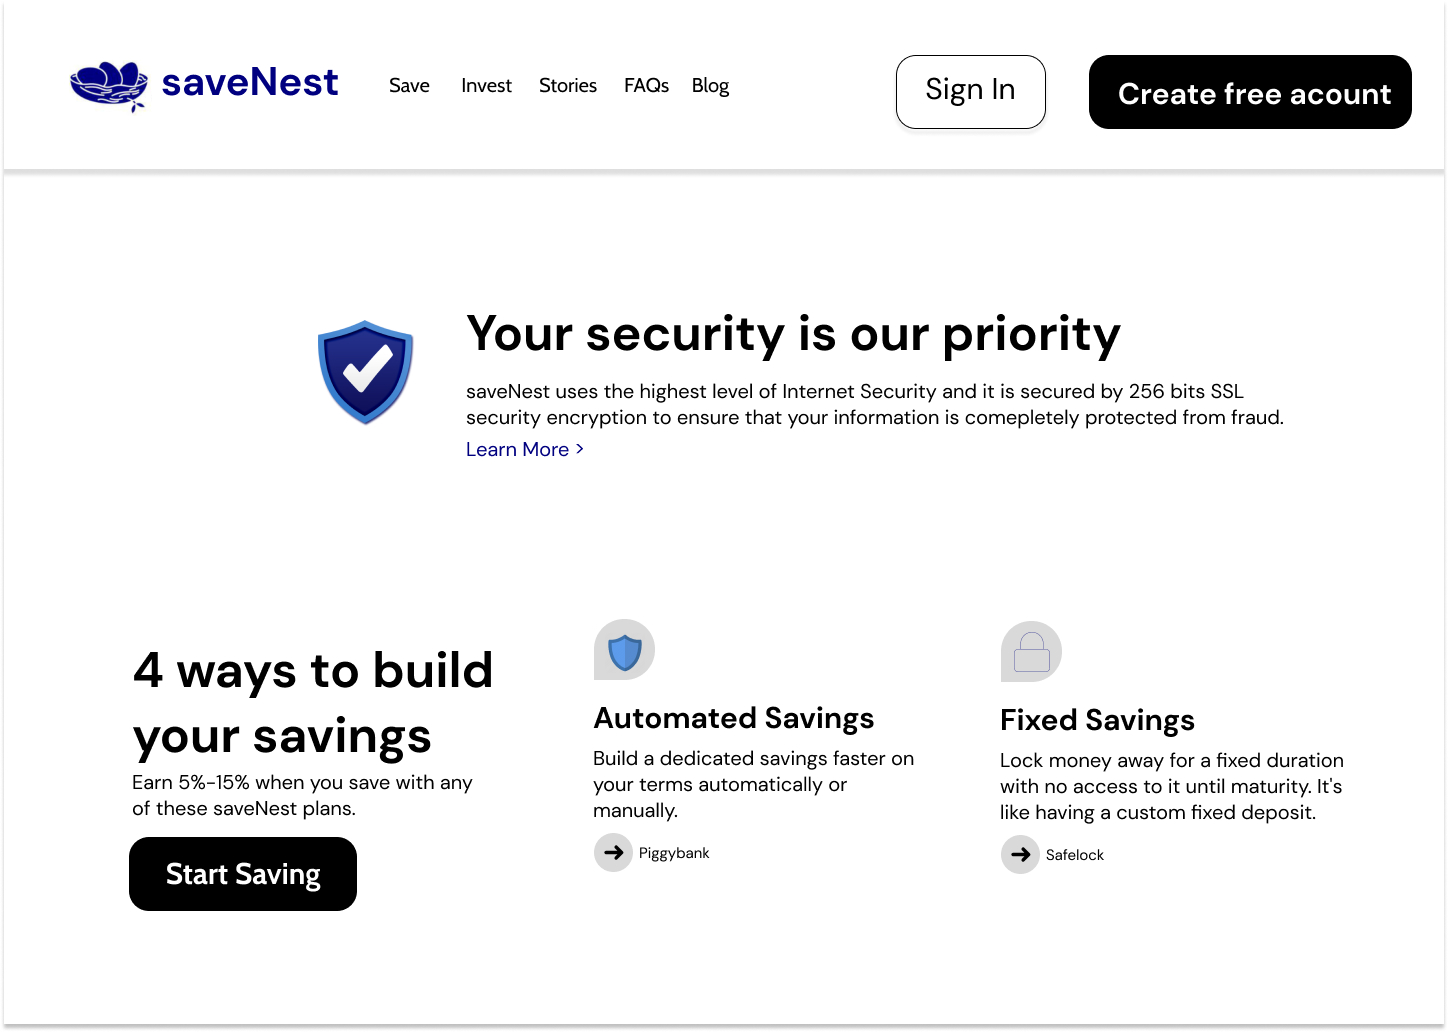 saveNest
Save Invest Stories FAQs Blog
Sign In
Create free acount
Your security is our priority
saveNest uses the highest level of Internet Security and it is secured by 256 bits SSL
security encryption to ensure that your information is comepletely protected from fraud.
Learn More >
4 ways to build
your savings
Earn 5%-15% when you save with any
of these saveNest plans.
Start Saving
Automated Savings
Build a dedicated savings faster on
your terms automatically or
manually.
Piggybank
Fixed Savings
Lock money away for a fixed duration
with no access to it until maturity. It's
like having a custom fixed deposit.
Safelock